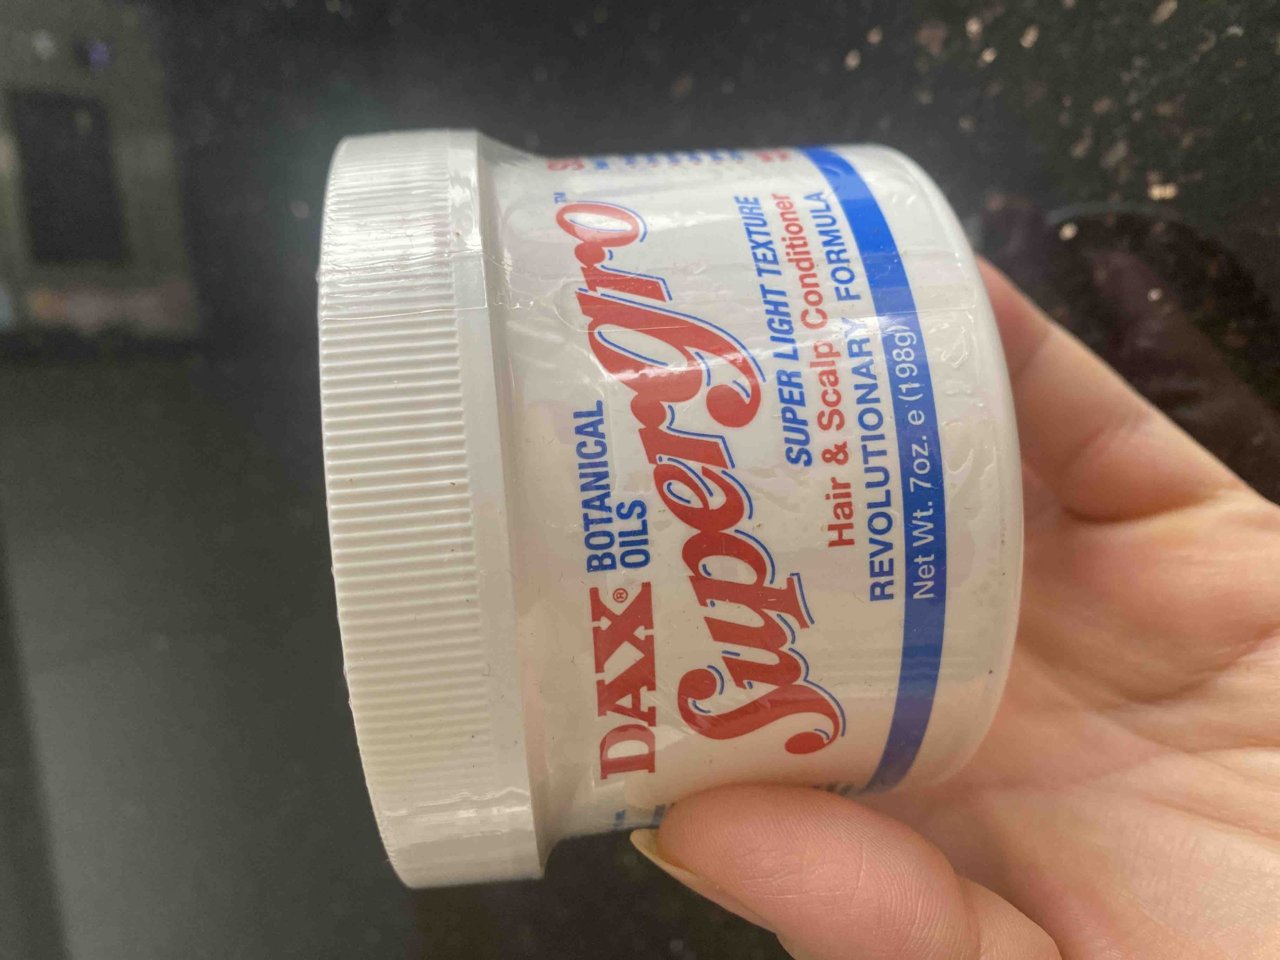 DAX® BOTANICAL
OILS
Supergro™
SUPER LIGHT TEXTURE
Hair & Scalp Conditioner
REVOLUTIONARY FORMULA
Net Wt. 7oz. e (198g)